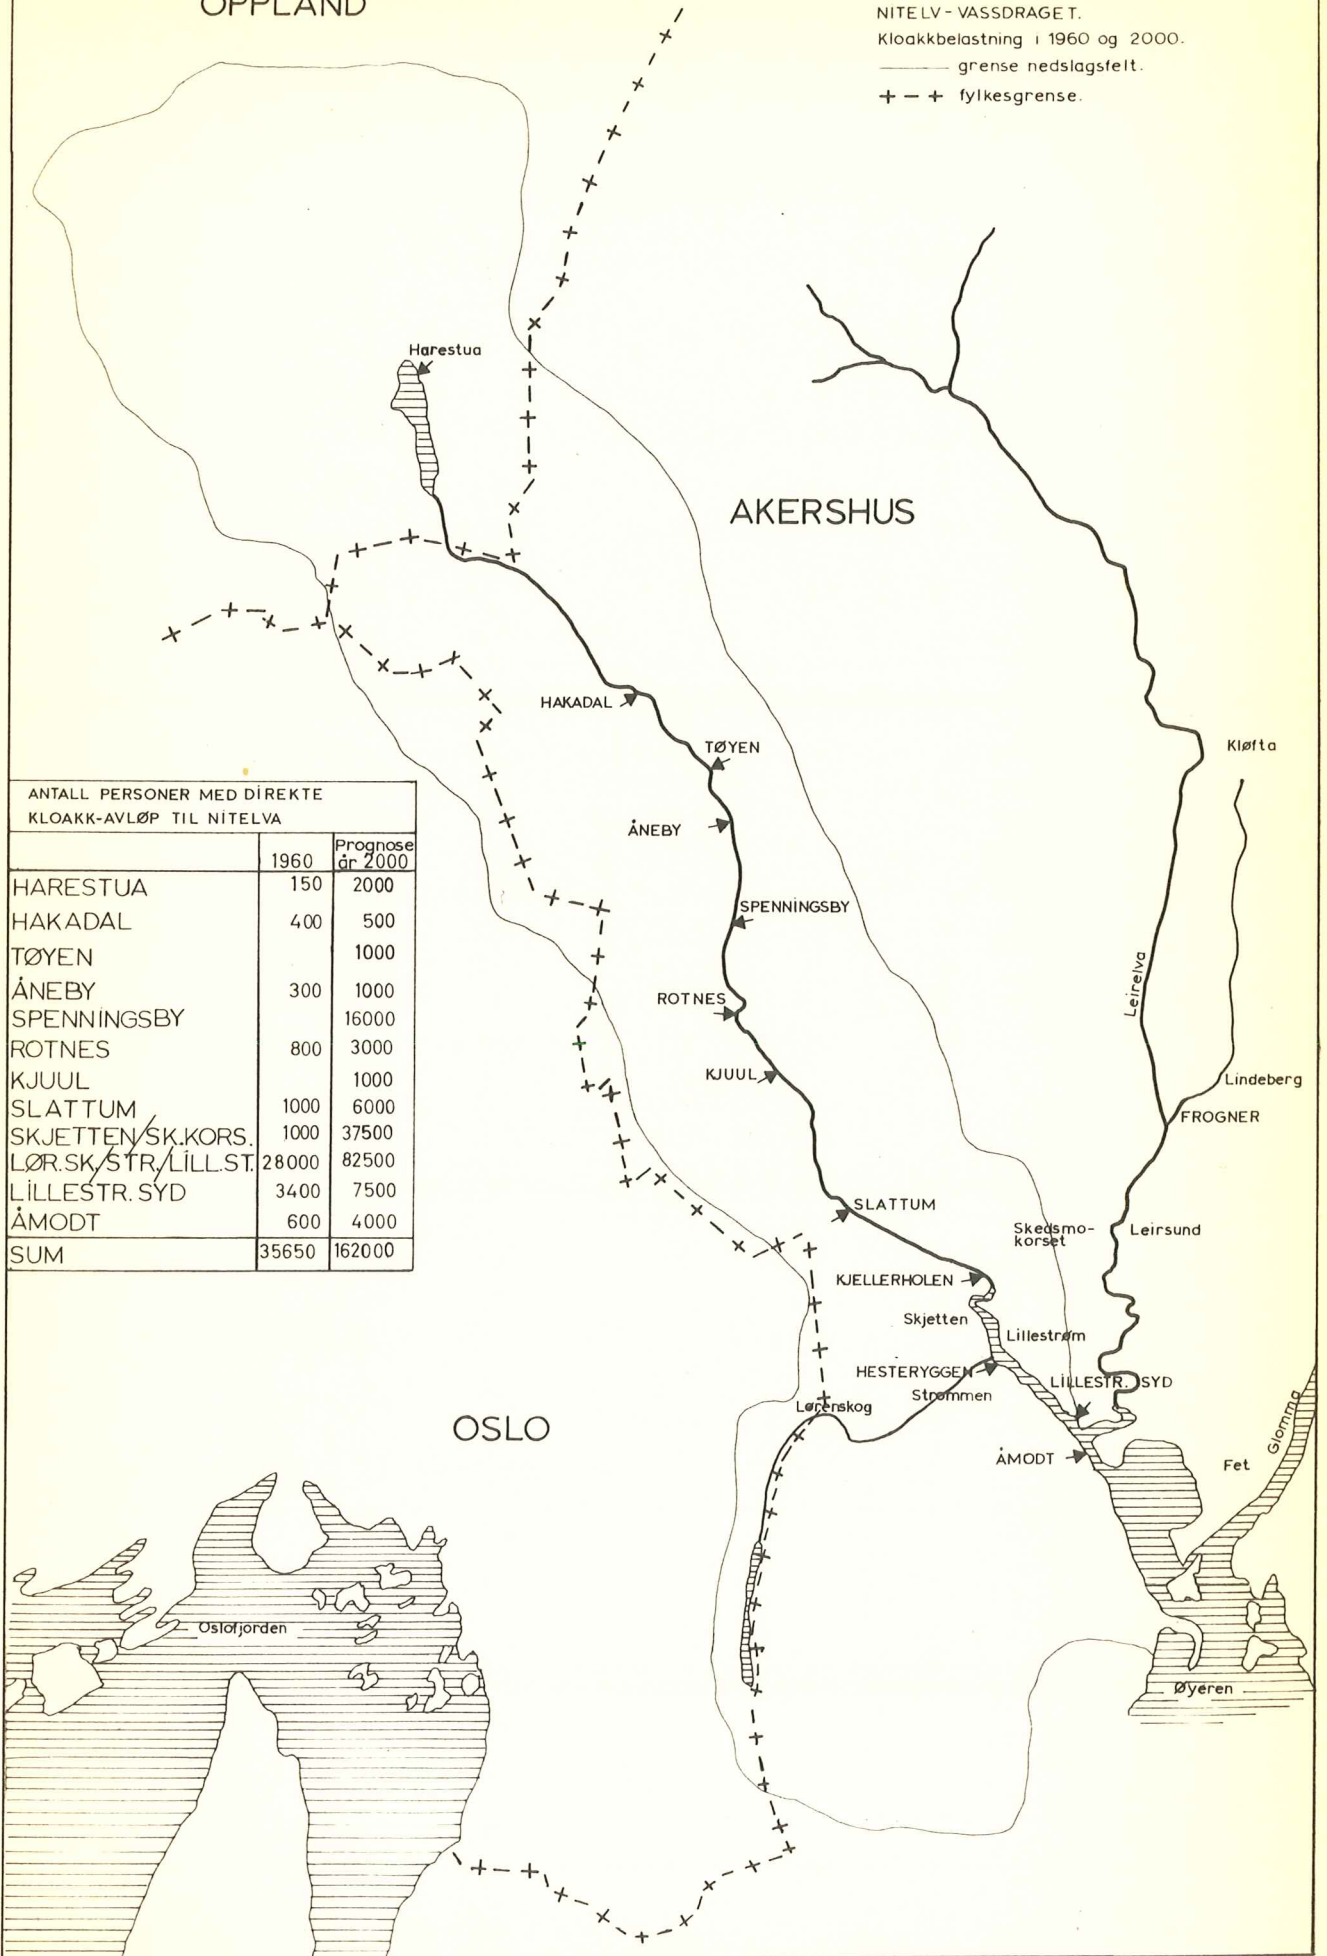 OPPLAND
NITELV-VASSDRAGET.
Kloakkbelastning i 1960 og 2000.
grense nedslagsfelt.
+ – + fylkesgrense.
Harestua
AKERSHUS
HAKADAL
TØYEN
Kløfta
ÅNEBY
SPENNINGSBY
Leirelva
ROTNES
KJUUL
Lindeberg
FROGNER
SLATTUM
Skedsmo-
korset
Leirsund
KJELLERHOLEN
Skjetten
Lillestrøm
HESTERYGGEN
LILLESTR. SYD
Strømmen
Lørenskog
Glomma
OSLO
ÅMODT
Fet
Oslofjorden
Øyeren
ANTALL PERSONER MED DIREKTE
KLOAKK-AVLØP TIL NITELVA
1960 Prognose
år 2000
HARESTUA 150 2000
HAKADAL 400 500
TØYEN 1000
ÅNEBY 300 1000
SPENNINGSBY 16000
ROTNES 800 3000
KJUUL 1000
SLATTUM 1000 6000
SKJETTEN/SK.KORS. 1000 37500
LØR.SK/STR/LILL.ST. 28000 82500
LILLESTR. SYD 3400 7500
ÅMODT 600 4000
SUM 35650 162000